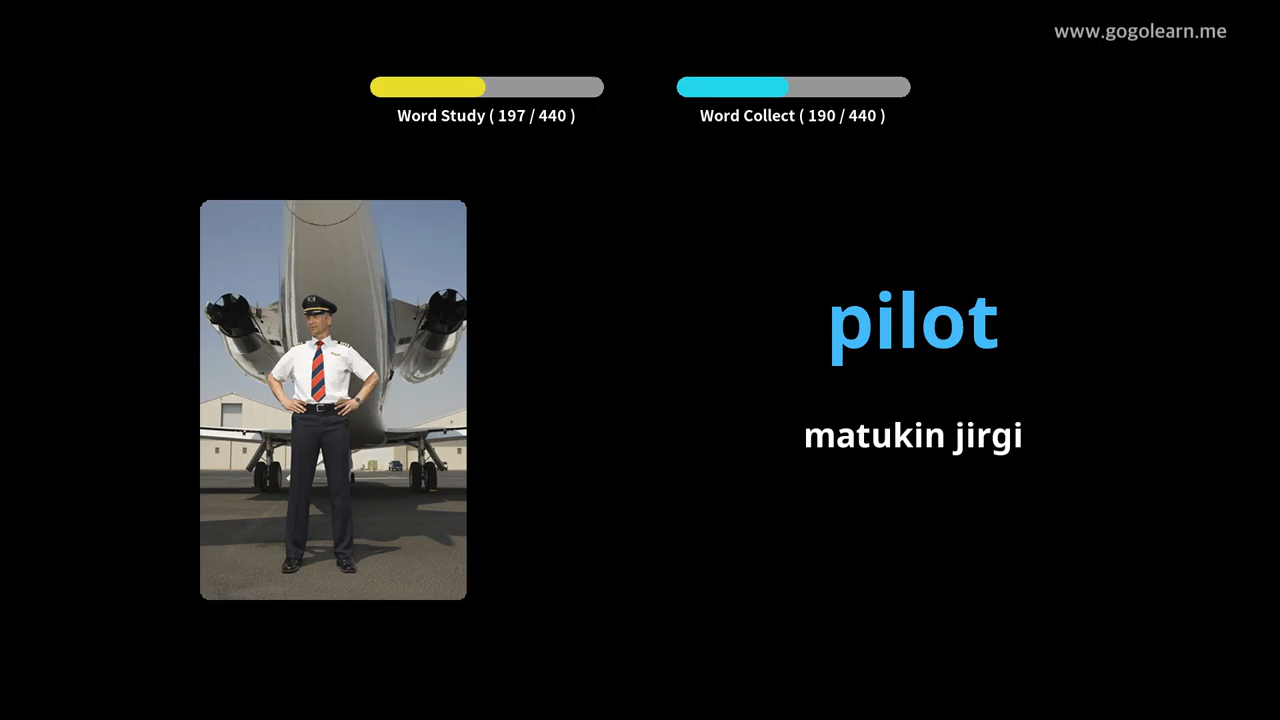 www.gogolearn.me
Word Study ( 197 / 440 )
Word Collect ( 190 / 440 )
pilot
matukin jirgi